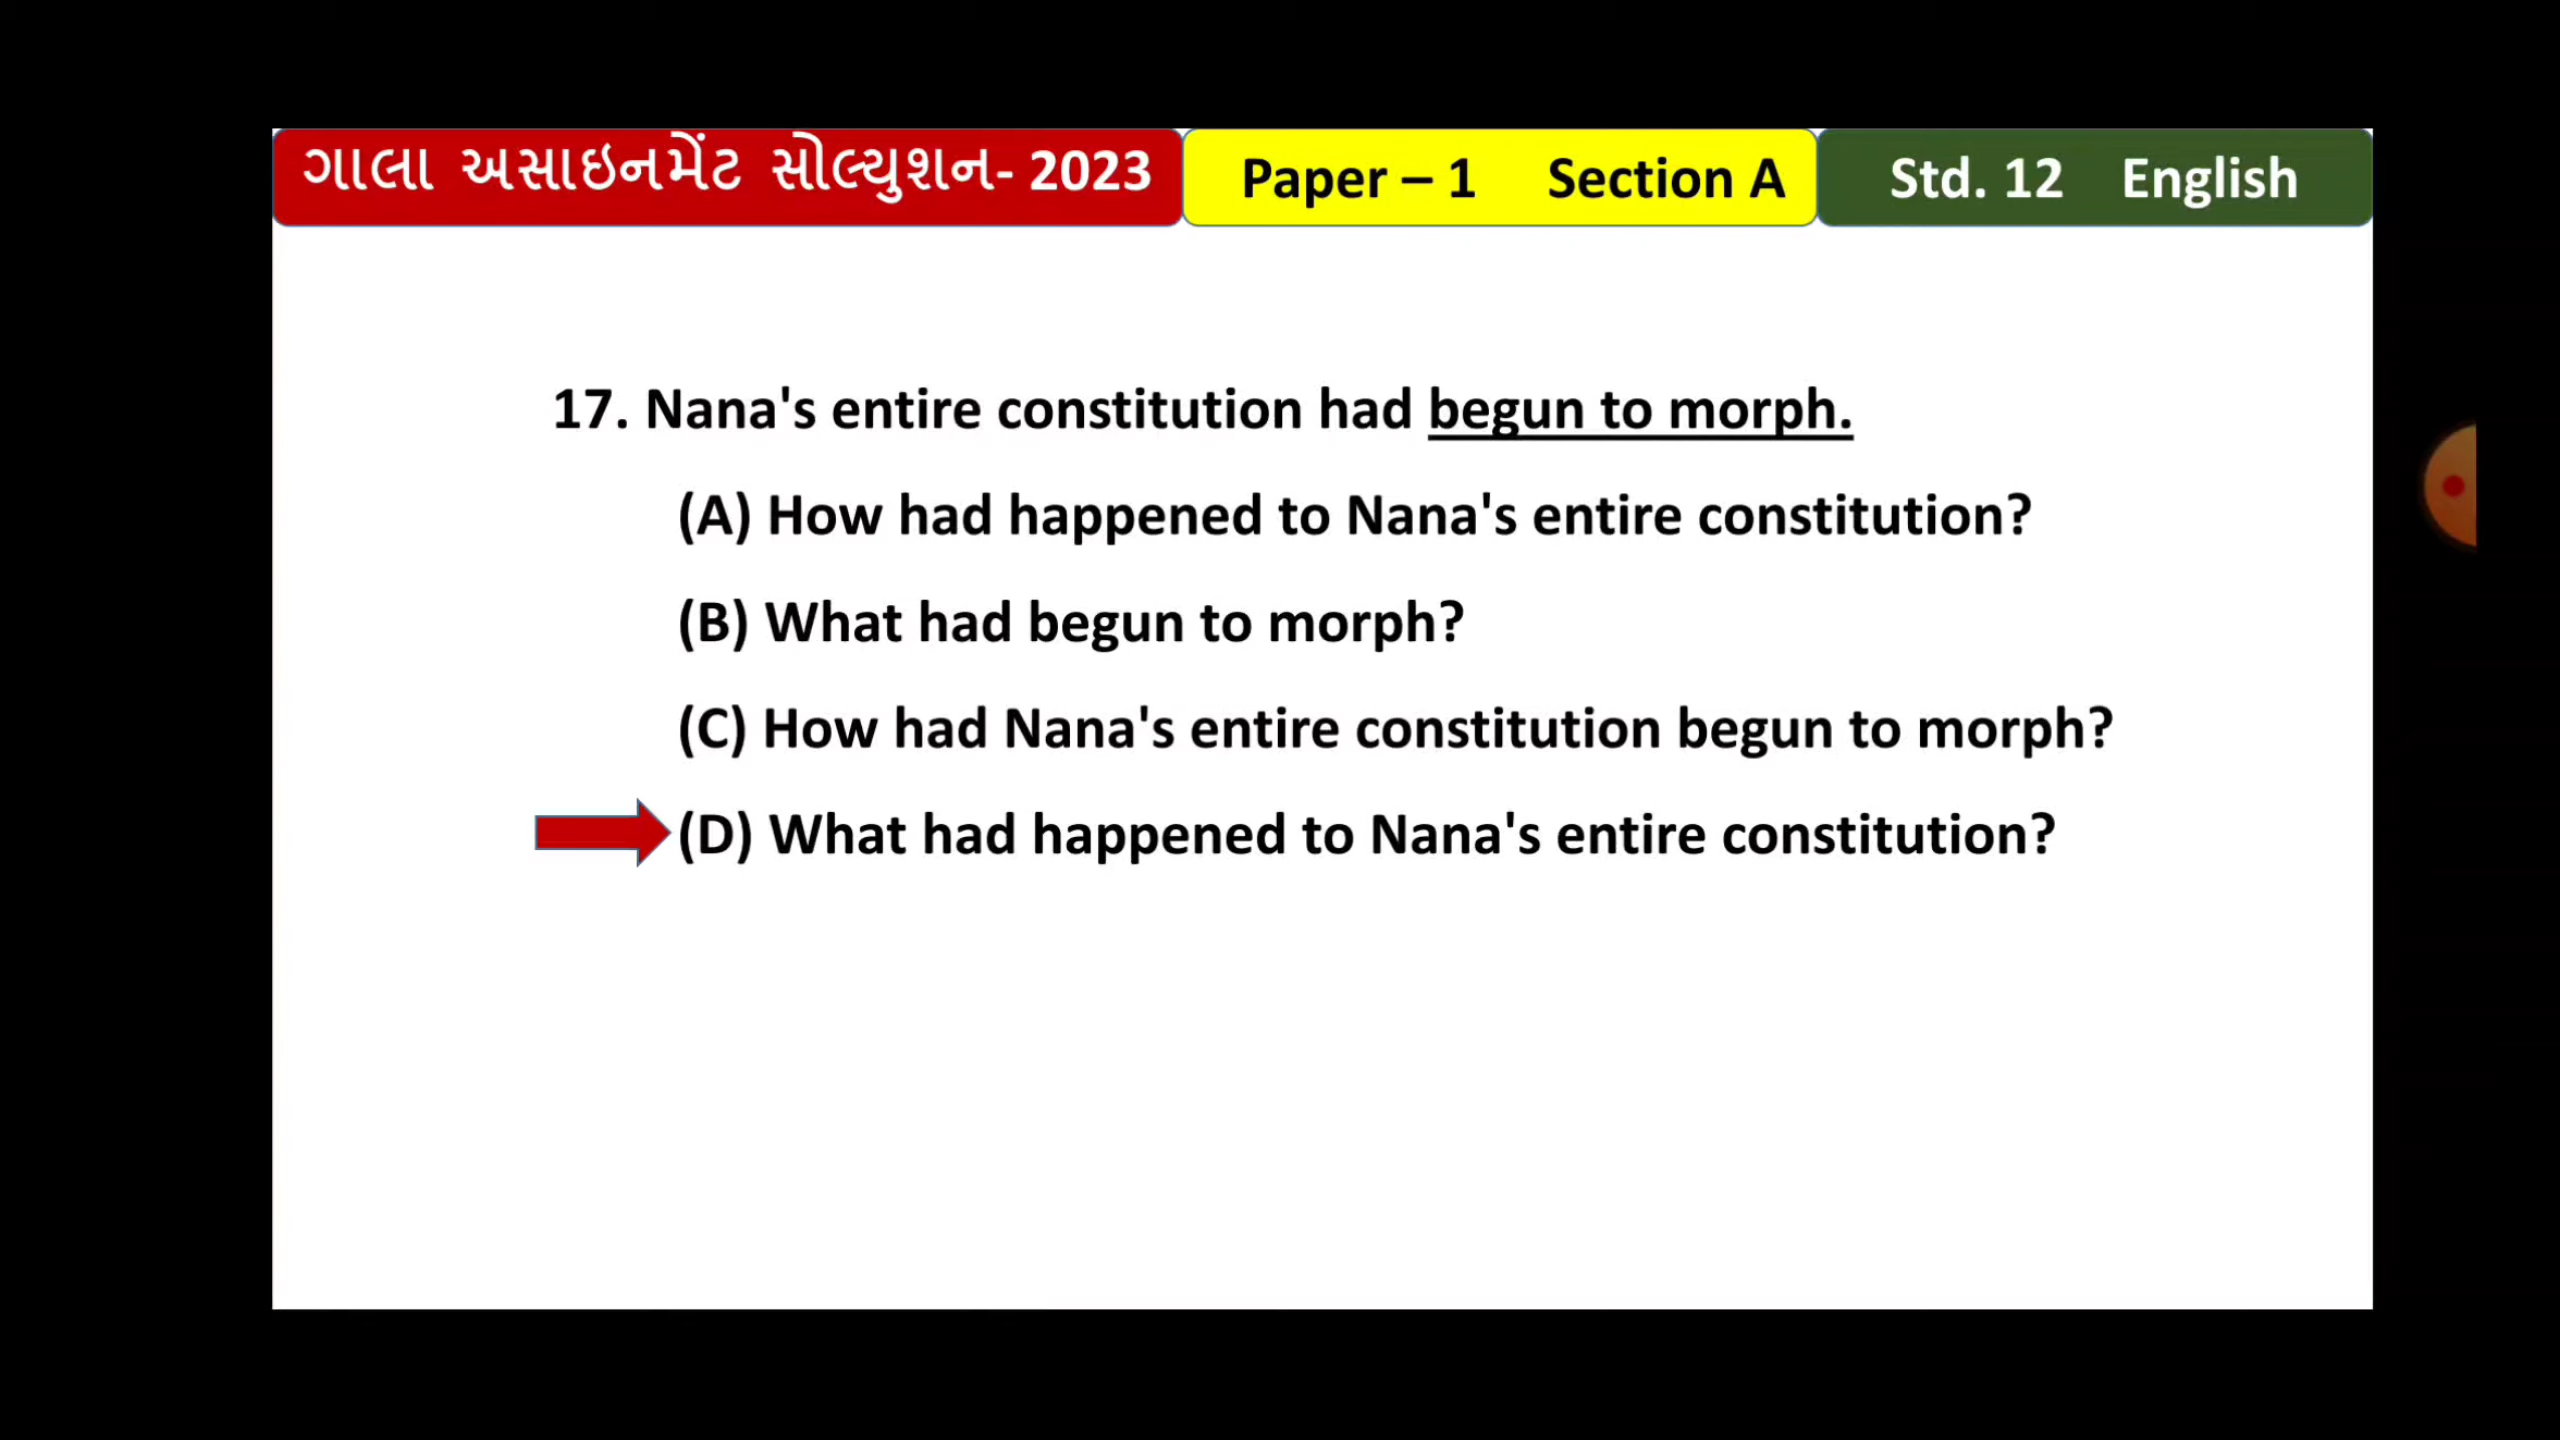 ગાલા અસાઇનમેંટ સોલ્યુશન- 2023 Paper – 1 Section A Std. 12 English
17. Nana's entire constitution had begun to morph.
(A) How had happened to Nana's entire constitution?
(B) What had begun to morph?
(C) How had Nana's entire constitution begun to morph?
(D) What had happened to Nana's entire constitution?